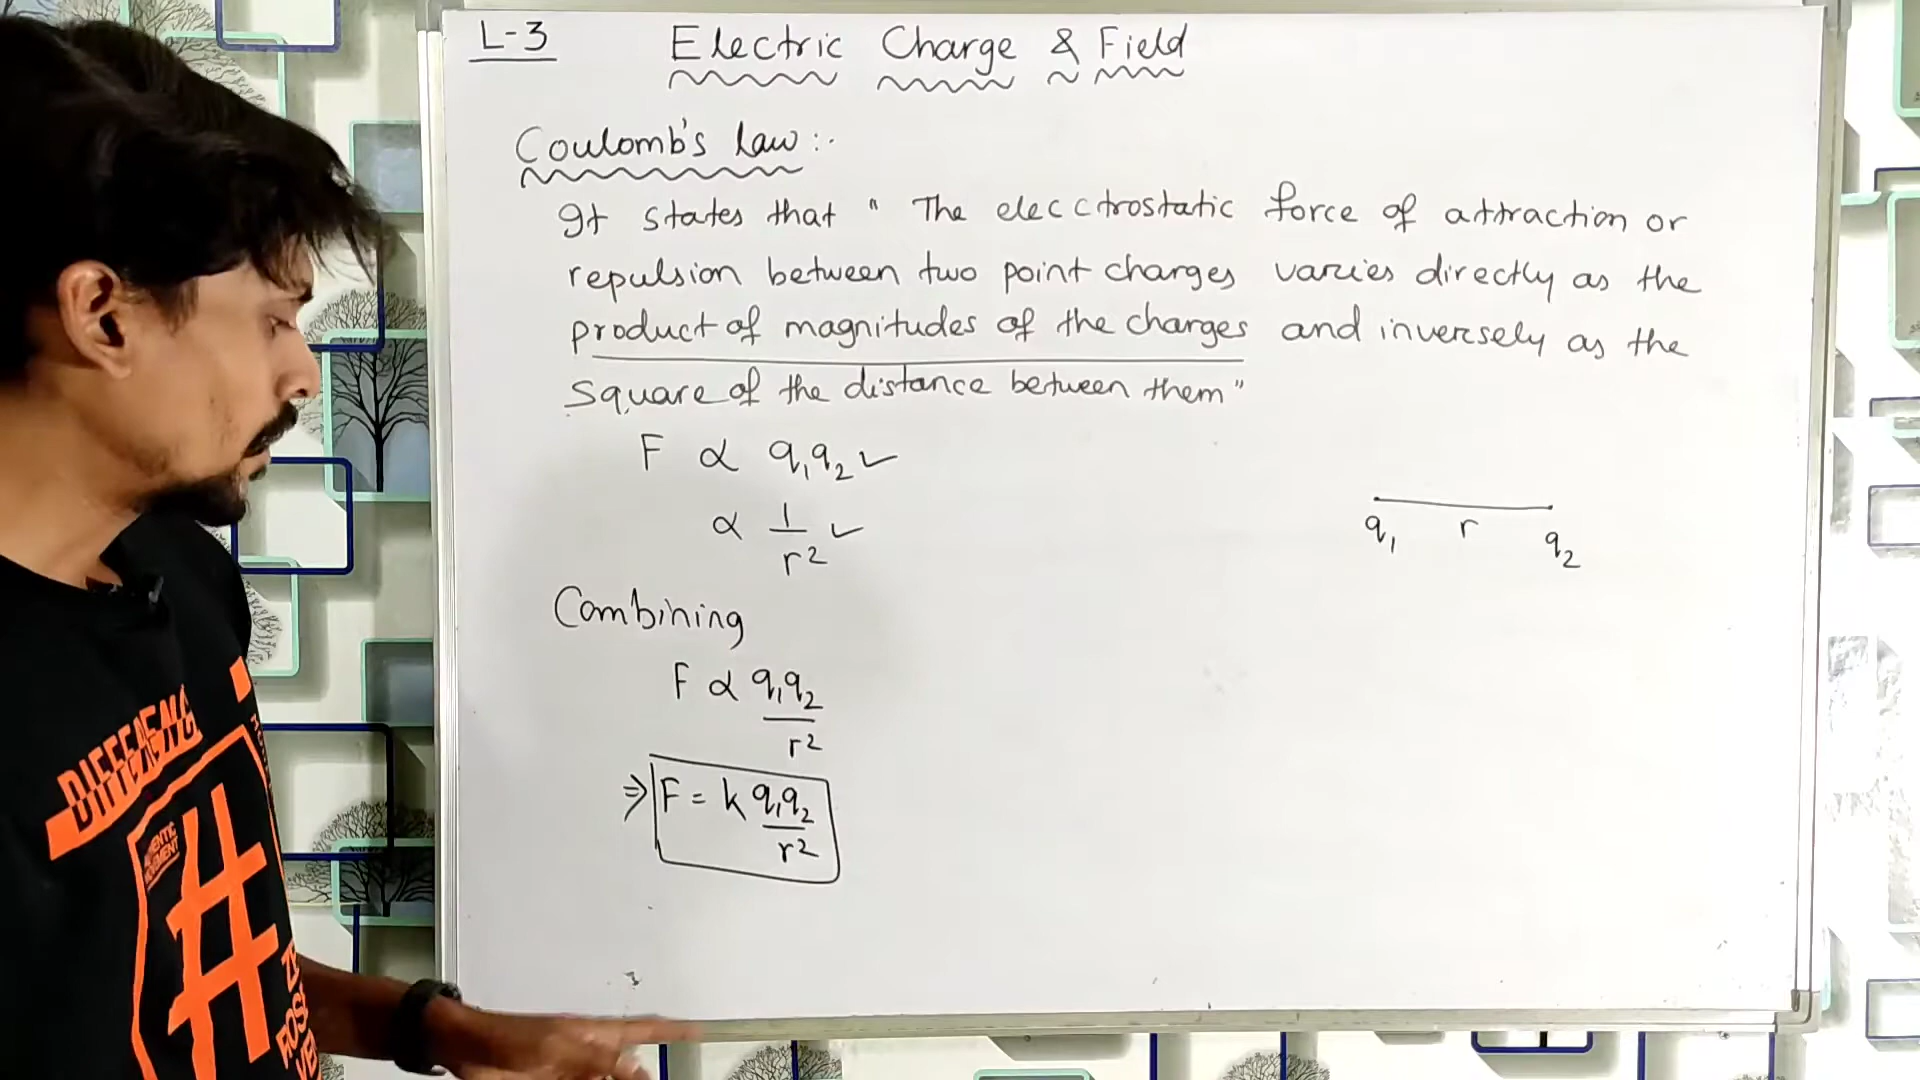 L-3 Electric Charge & Field
Coulomb's Law:-
It states that " The elecctrostatic force of attraction or
repulsion between two point charges varies directly as the
product of magnitudes of the charges and inversely as the
square of the distance between them"
F ∝ q₁q₂ ✓
∝ 1/r² ✓
q₁ r q₂
Combining
F ∝ q₁q₂/r²
⇒ F = k q₁q₂/r²
DIFFERENC
#